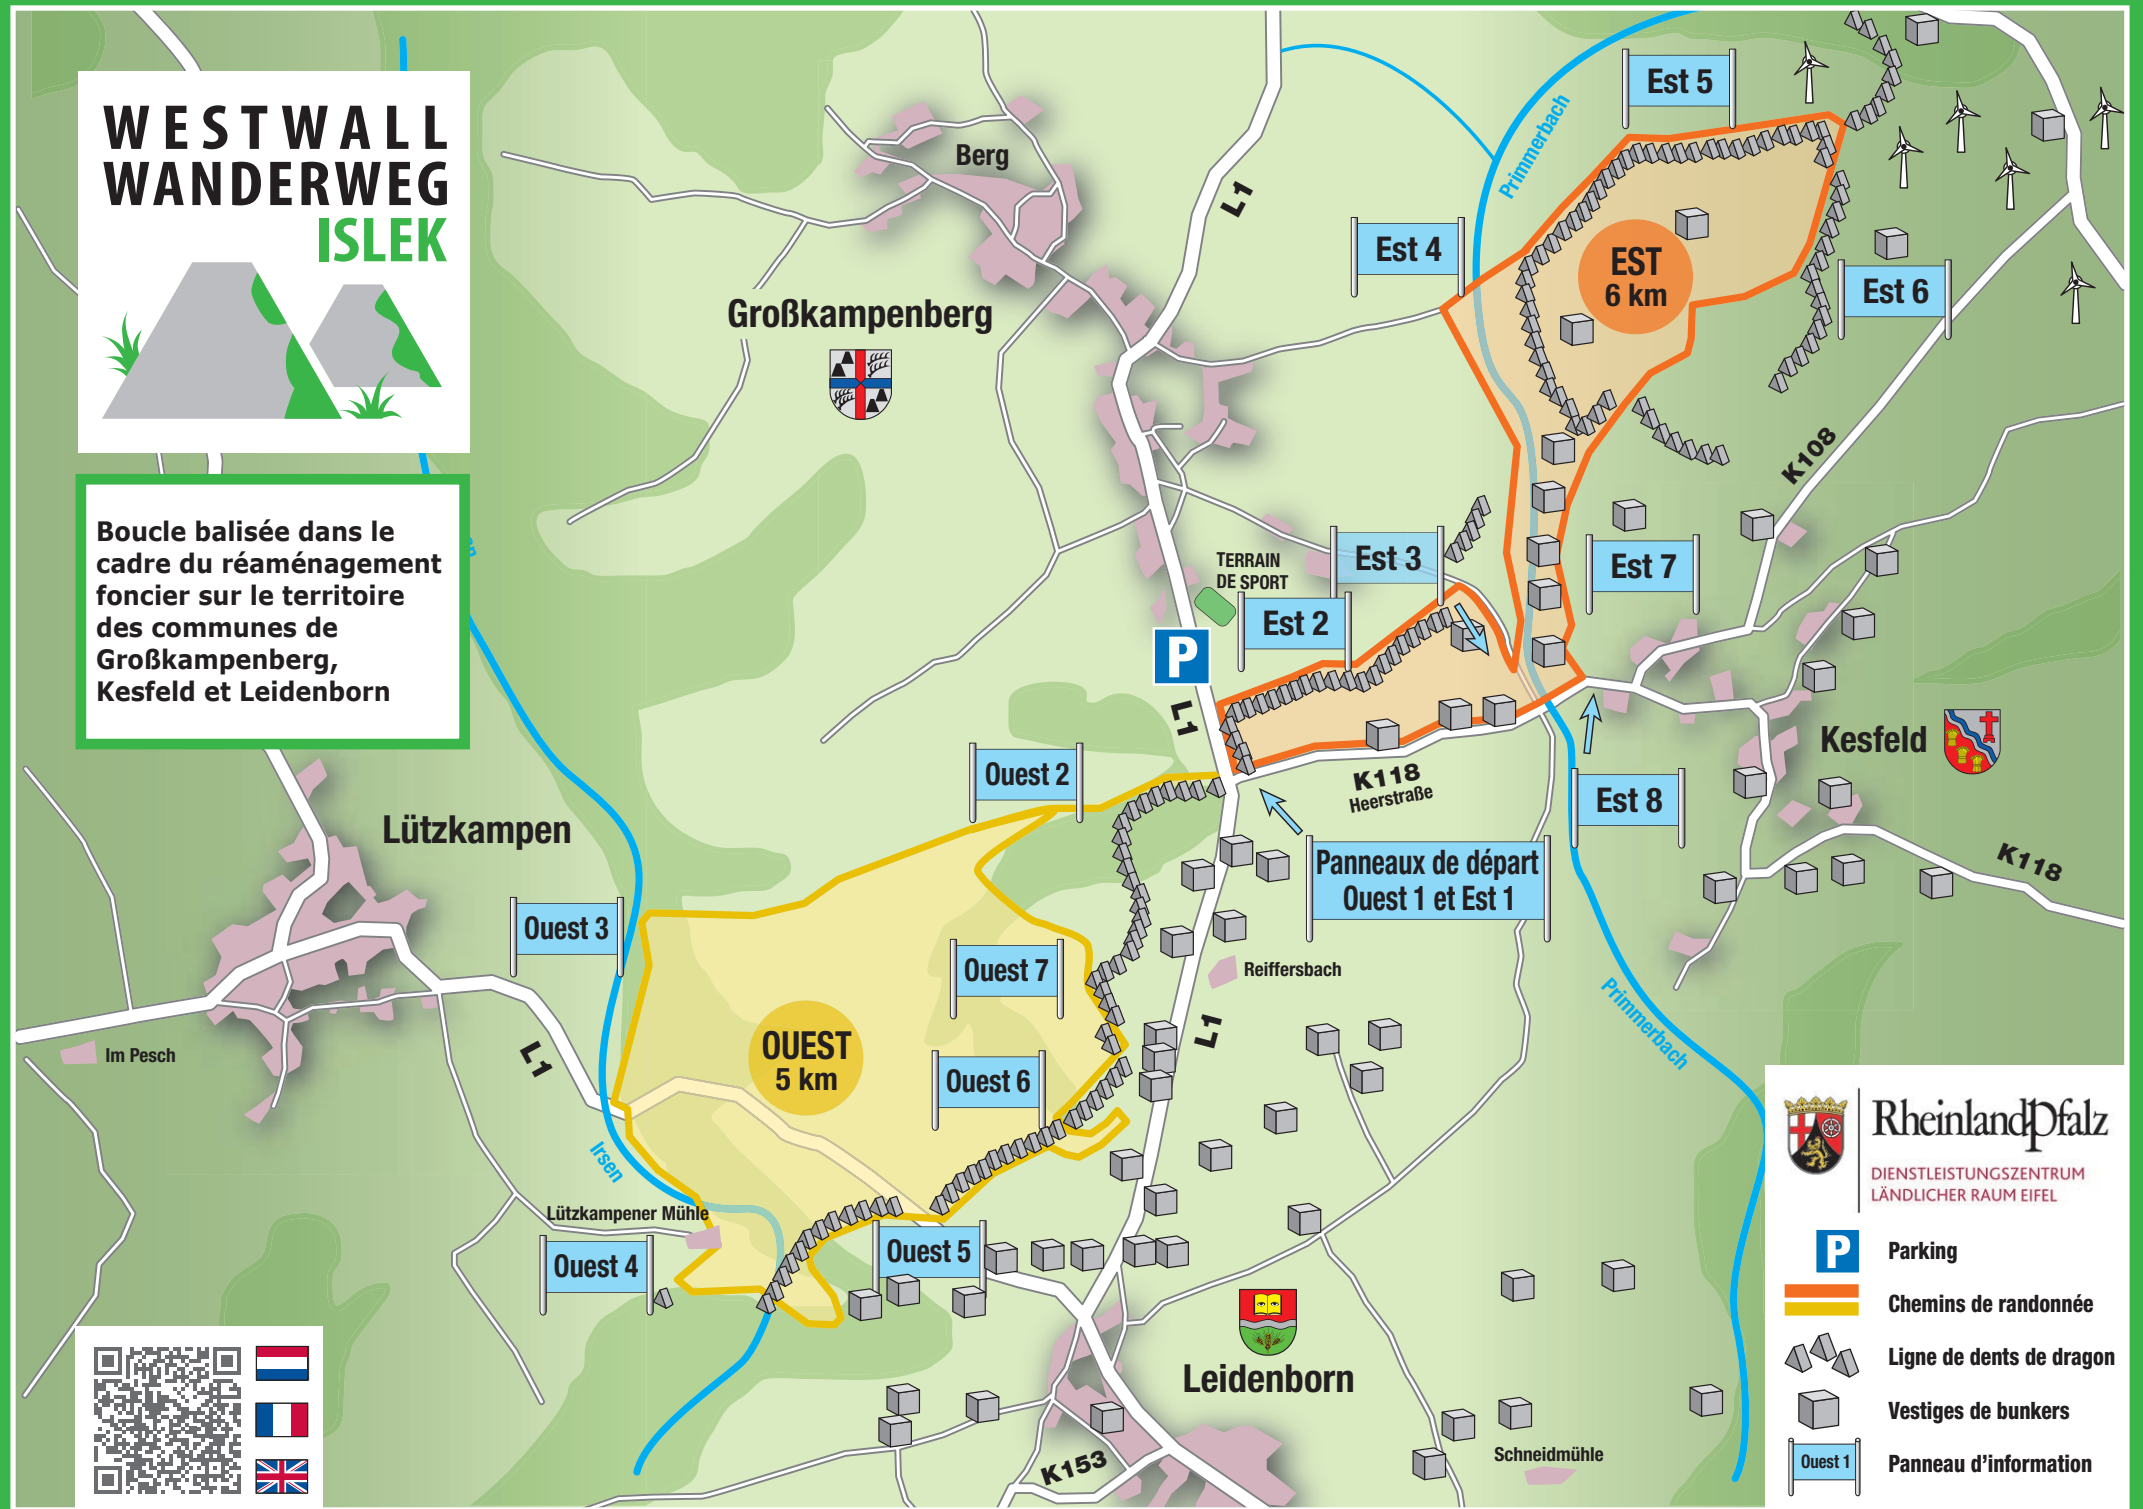 WESTWALL
WANDERWEG
ISLEK
Boucle balisée dans le
cadre du réaménagement
foncier sur le territoire
des communes de
Großkampenberg,
Kesfeld et Leidenborn
Berg
Großkampenberg
L1
Primmerbach
Est 5
Est 4
EST
6 km
Est 6
K108
TERRAIN
DE SPORT
Est 3
Est 2
Est 7
P
L1
Kesfeld
K118
Heerstraße
Est 8
K118
Panneaux de départ
Ouest 1 et Est 1
Ouest 2
Lützkampen
Ouest 3
Ouest 7
Reiffersbach
Primmerbach
L1
Im Pesch
L1
OUEST
5 km
Ouest 6
Irsen
Lützkampener Mühle
Ouest 4
Ouest 5
Leidenborn
K153
Schneidmühle
RheinlandPfalz
DIENSTLEISTUNGSZENTRUM
LÄNDLICHER RAUM EIFEL
P
Parking
Chemins de randonnée
Ligne de dents de dragon
Vestiges de bunkers
Ouest 1
Panneau d'information